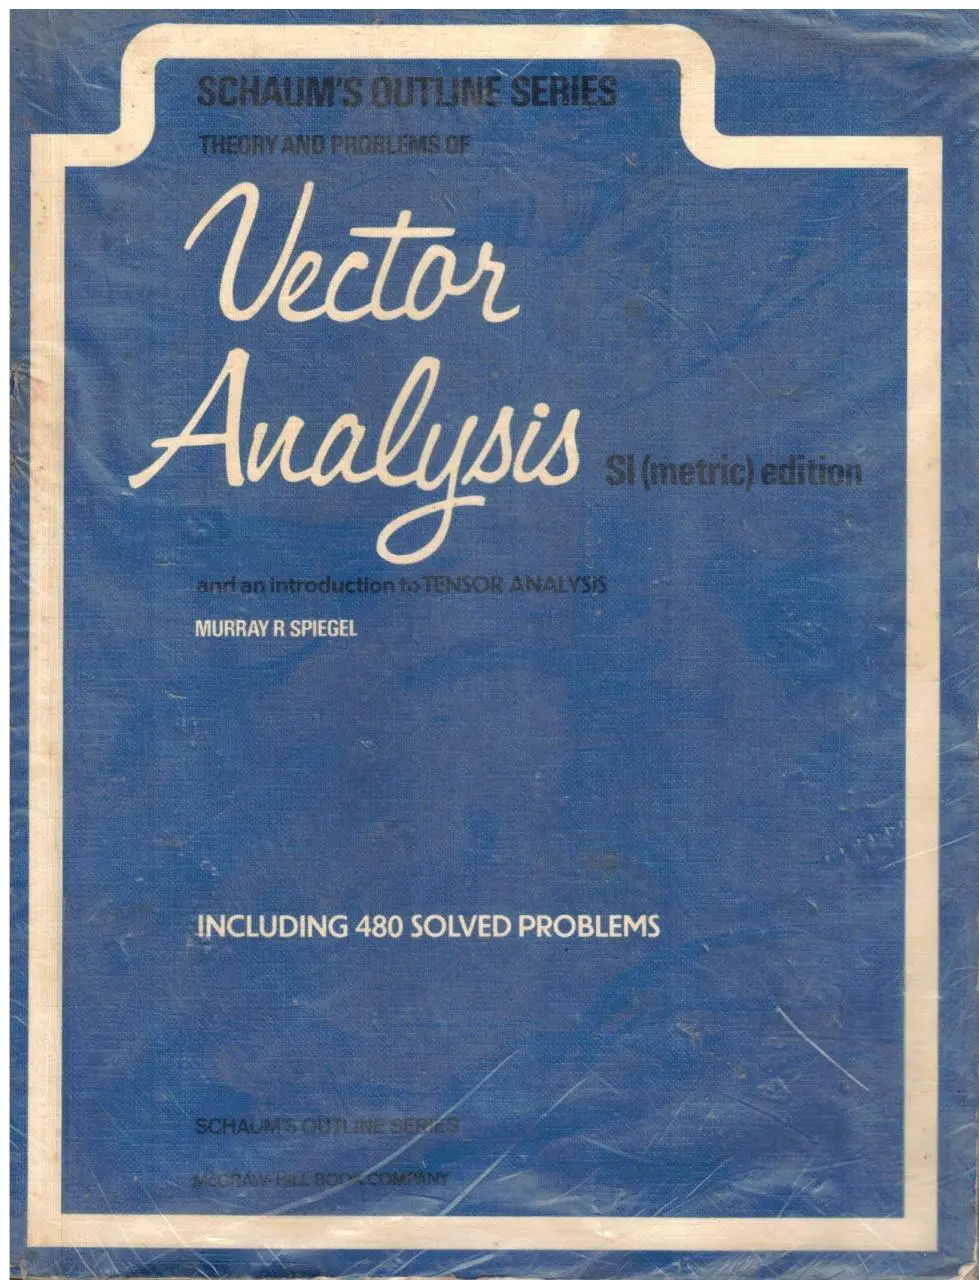 SCHAUM'S OUTLINE SERIES
THEORY AND PROBLEMS OF
Vector
Analysis SI (metric) edition
and an introduction to TENSOR ANALYSIS
MURRAY R SPIEGEL
INCLUDING 480 SOLVED PROBLEMS
SCHAUM'S OUTLINE SERIES
McGRAW-HILL BOOK COMPANY